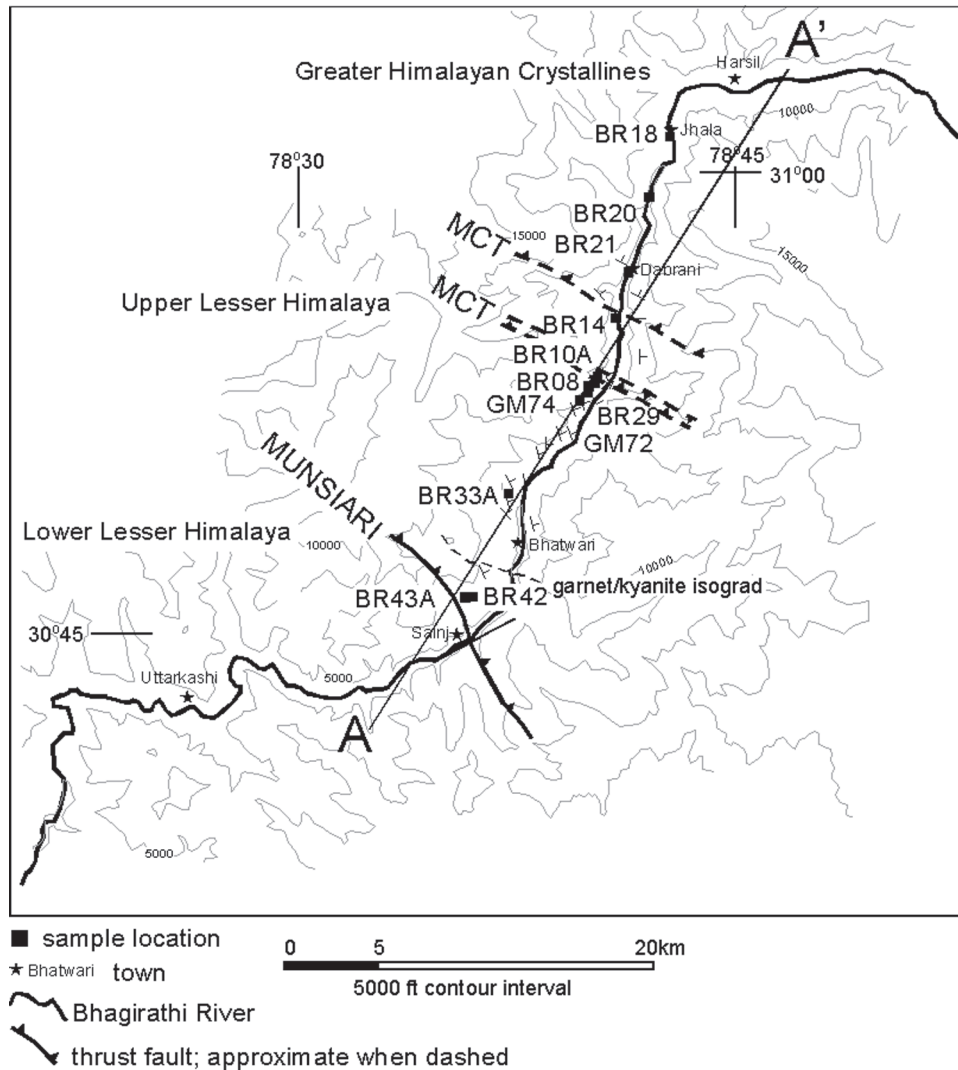 A'
Harsil
Greater Himalayan Crystallines
10000
BR18
Jhala
78°30
78°45
31°00
BR20
MCT
15000
BR21
Dabrani
15000
Upper Lesser Himalaya
MCT
BR14
BR10A
BR08
GM74
BR29
GM72
MUNSIARI
BR33A
Lower Lesser Himalaya
10000
Bhatwari
10000
garnet/kyanite isograd
BR43A
BR42
30°45
Sainj
Uttarkashi
5000
A
5000
sample location
0 5 20km
Bhatwari town
5000 ft contour interval
Bhagirathi River
thrust fault; approximate when dashed